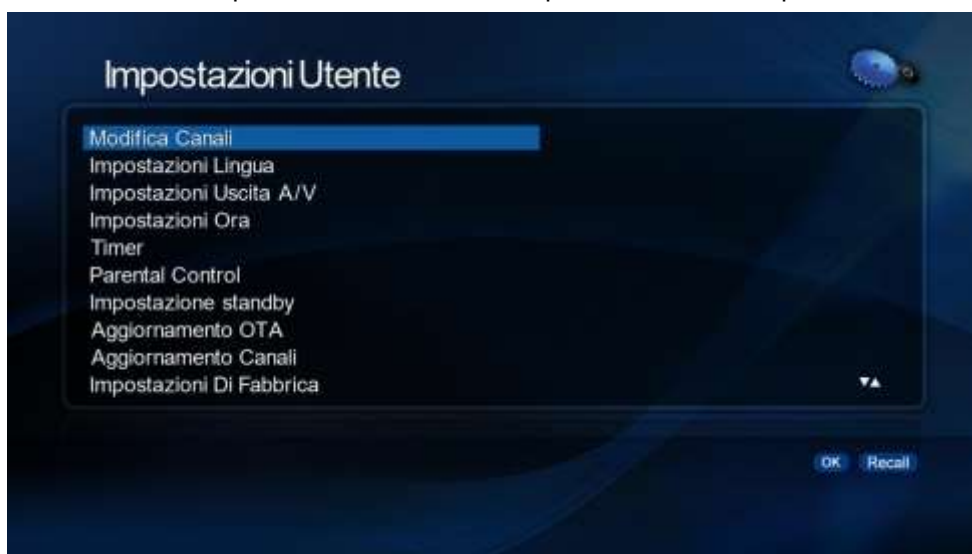 Impostazioni Utente
Modifica Canali
Impostazioni Lingua
Impostazioni Uscita A/V
Impostazioni Ora
Timer
Parental Control
Impostazione standby
Aggiornamento OTA
Aggiornamento Canali
Impostazioni Di Fabbrica
OK Recall